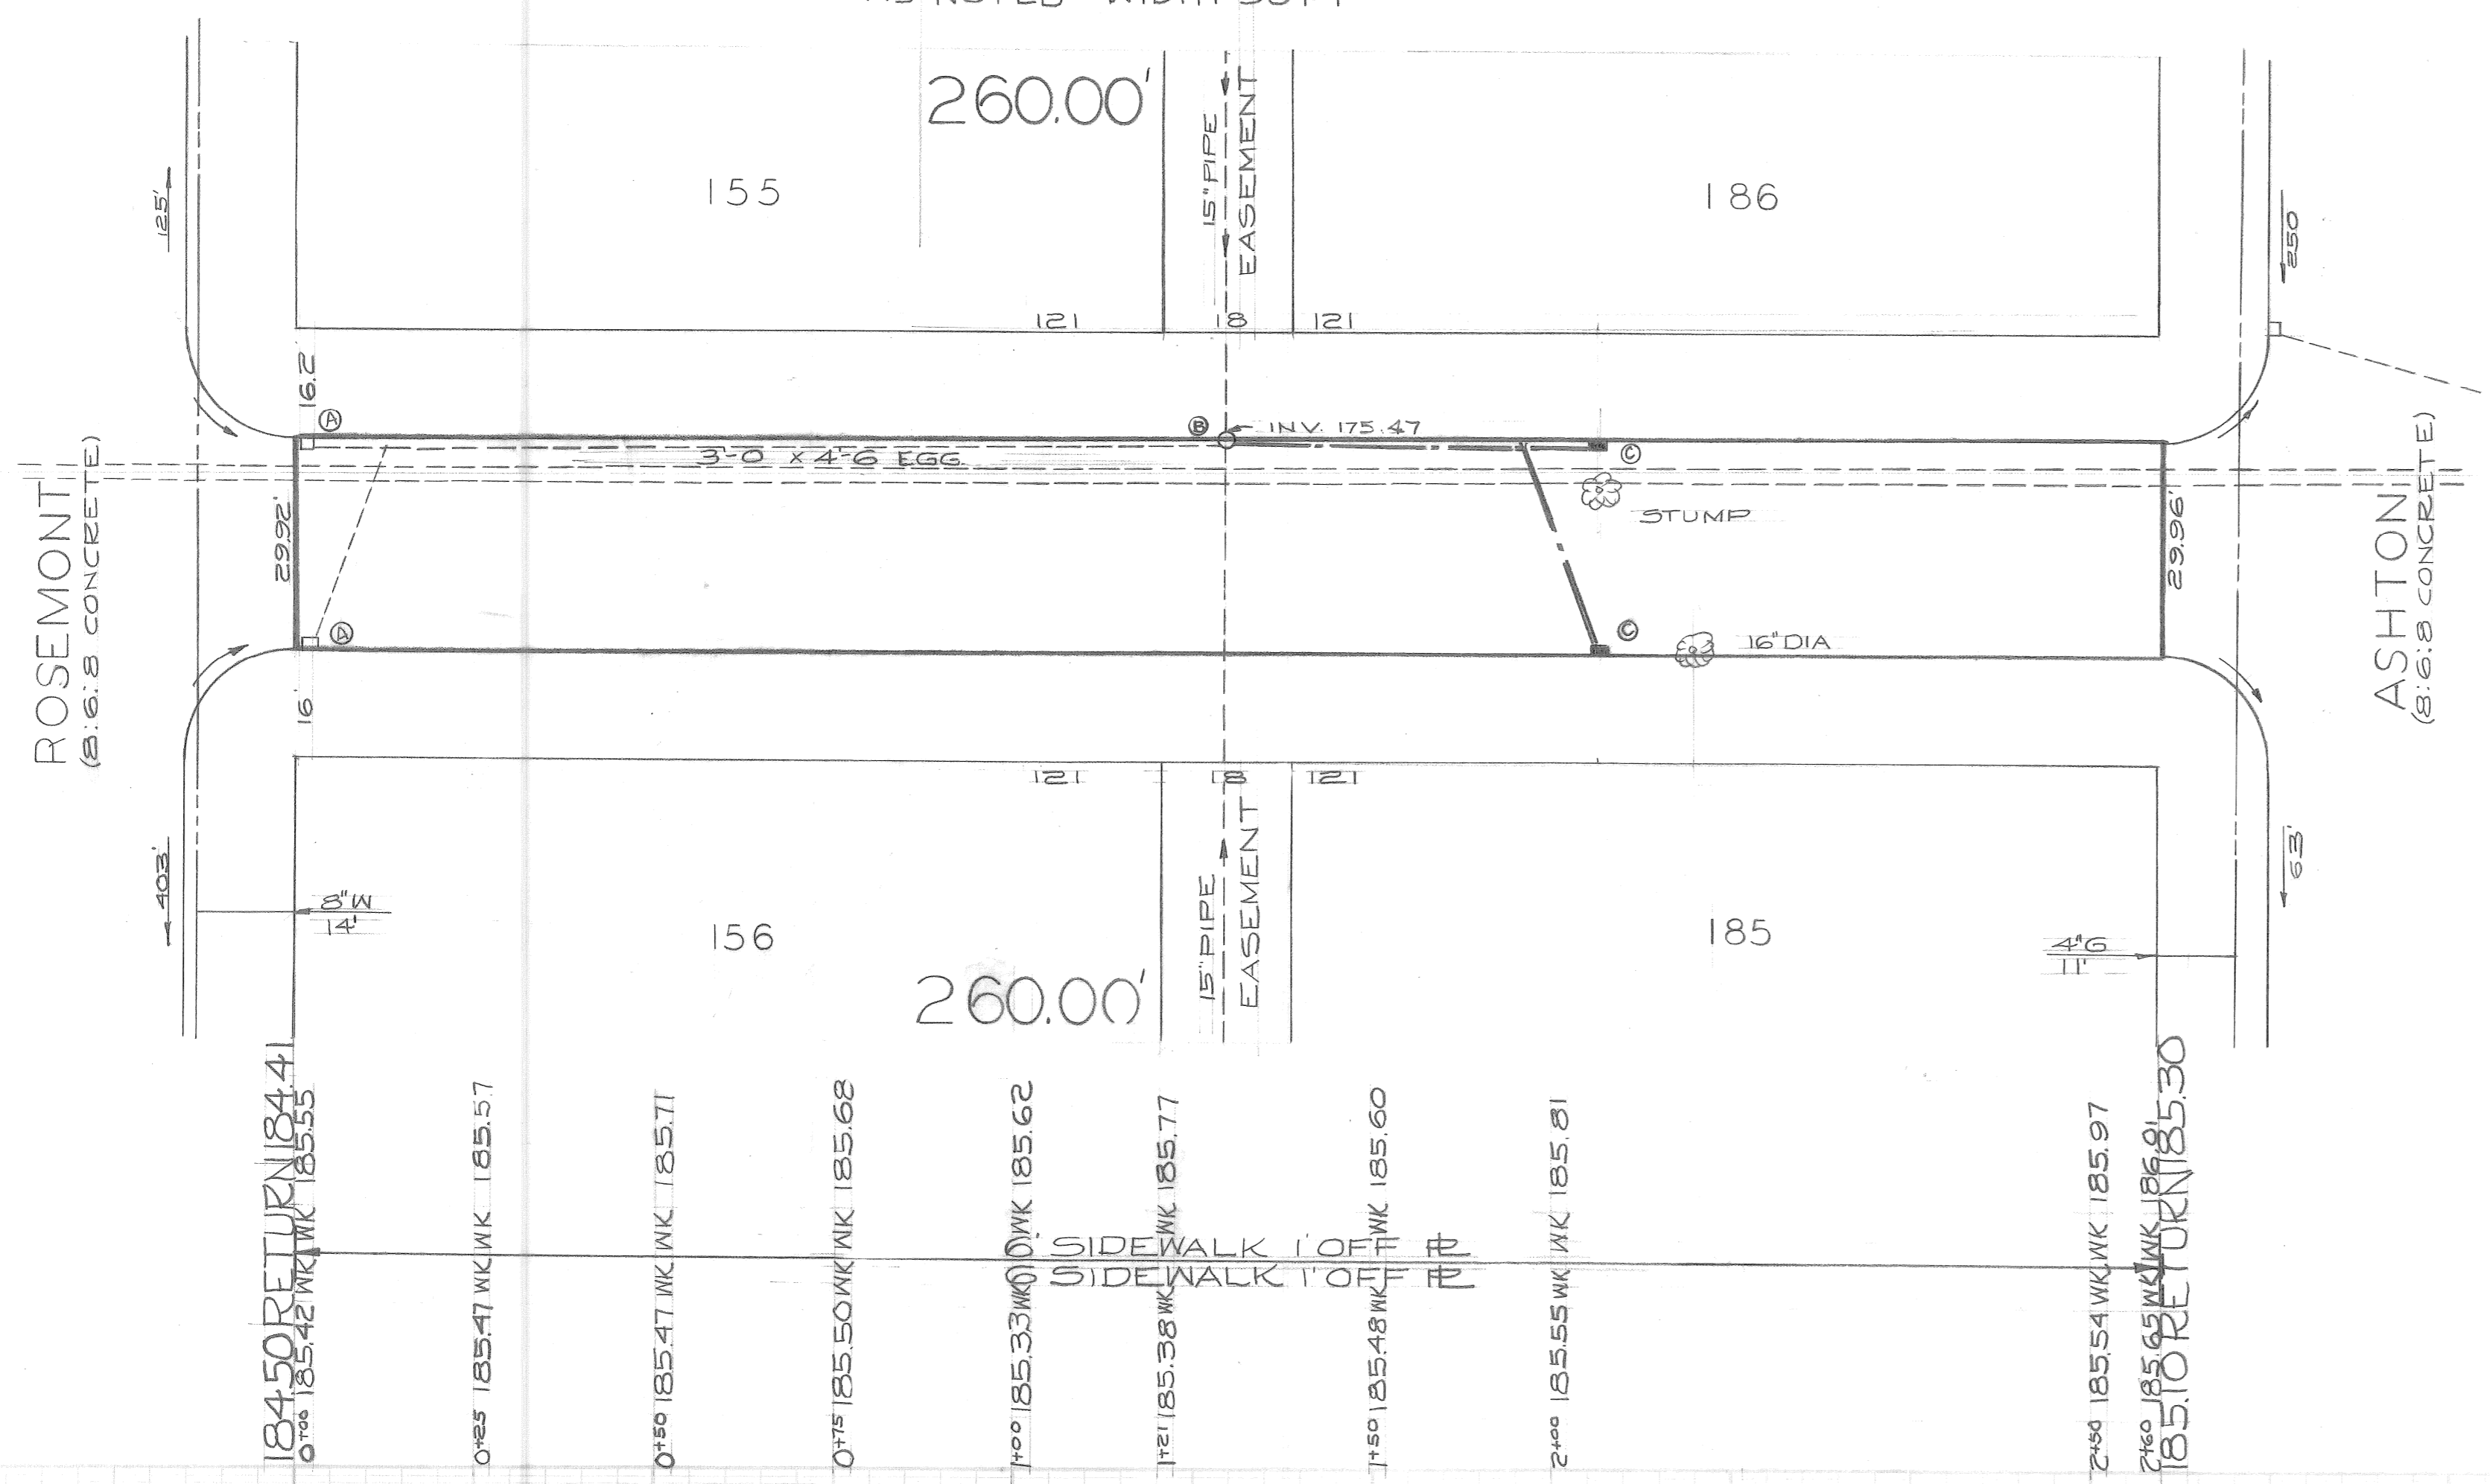 260.00'
155
15" PIPE
EASEMENT
186
125'
250
121 18 121
16.2
A
B
INV. 175.47
3'-0 x 4'-6 EGG
C
STUMP
ROSEMONT
(8:6:8 CONCRETE)
29.92'
29.96'
ASHTON
(8:6:8 CONCRETE)
A
C
16" DIA
16'
121 18 121
403'
63'
8"W
14'
156
15" PIPE
EASEMENT
185
4"G
11'
260.00'
184.50 RETURN 184.41
0+00 185.42 WK WK 185.55
0+25 185.47 WK WK 185.57
0+50 185.47 WK WK 185.71
0+75 185.50 WK WK 185.68
1+00 185.33 WK WK 185.62
1+21 185.38 WK WK 185.77
1+50 185.48 WK WK 185.60
2+00 185.55 WK WK 185.81
2+50 185.54 WK WK 185.97
2+60 185.65 WK WK 186.01
185.10 RETURN 185.30
6' SIDEWALK 1' OFF PL
6' SIDEWALK 1' OFF PL